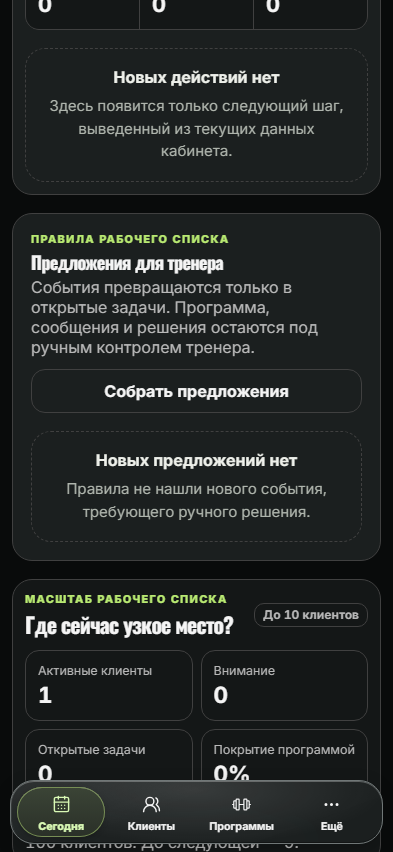 0 0 0
Новых действий нет
Здесь появится только следующий шаг,
выведенный из текущих данных
кабинета.
ПРАВИЛА РАБОЧЕГО СПИСКА
Предложения для тренера
События превращаются только в
открытые задачи. Программа,
сообщения и решения остаются под
ручным контролем тренера.
Собрать предложения
Новых предложений нет
Правила не нашли нового события,
требующего ручного решения.
МАСШТАБ РАБОЧЕГО СПИСКА
Где сейчас узкое место?
До 10 клиентов
Активные клиенты
1
Внимание
0
Открытые задачи
0
Покрытие программой
0%
Сегодня
Клиенты
Программы
Ещё